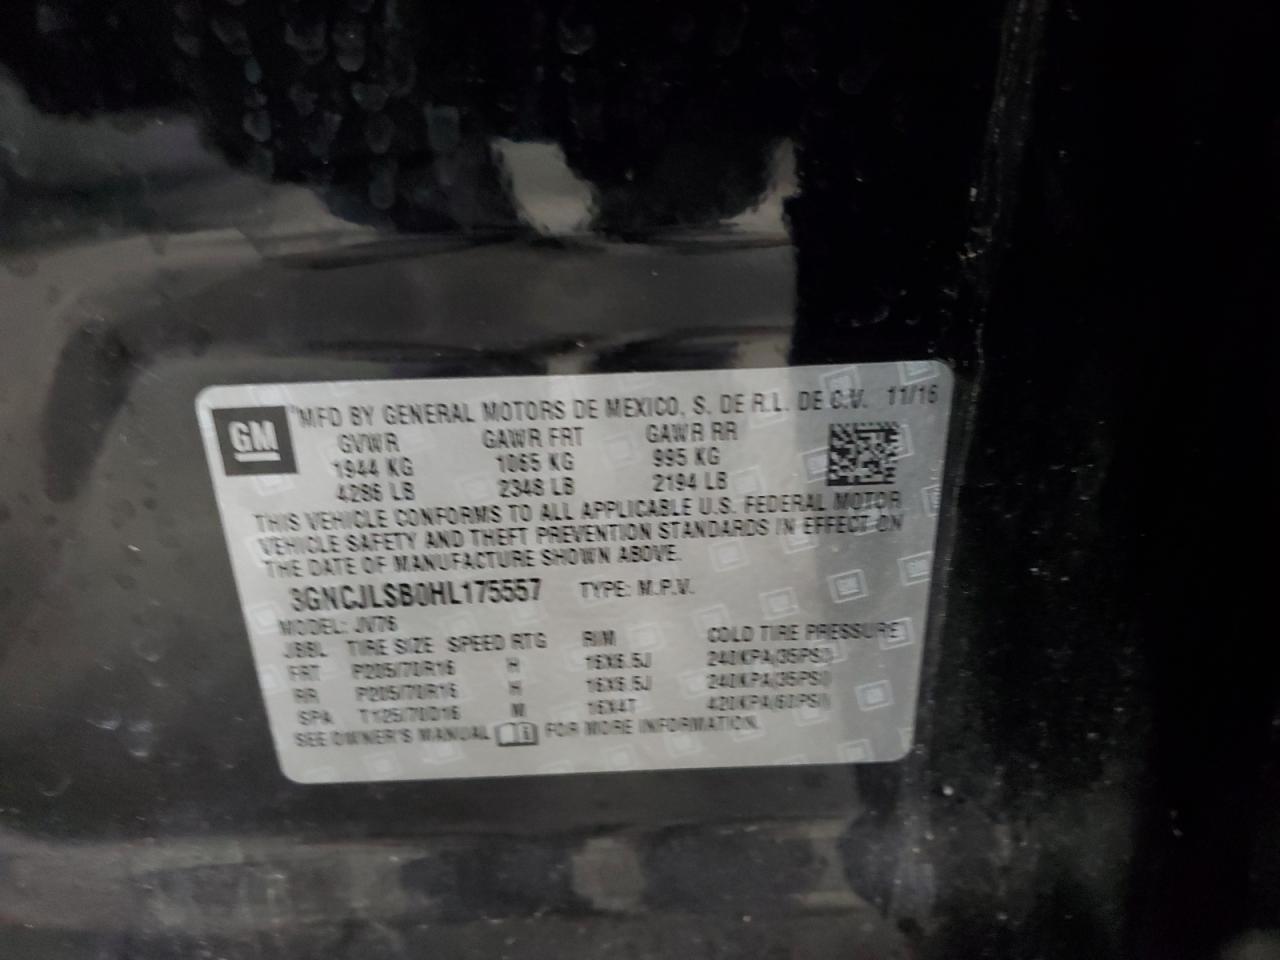 GM
MFD BY GENERAL MOTORS DE MEXICO, S. DE R.L. DE C.V. 11/16
GVWR GAWR FRT GAWR RR
1944 KG 1065 KG 995 KG
4286 LB 2348 LB 2194 LB
THIS VEHICLE CONFORMS TO ALL APPLICABLE U.S. FEDERAL MOTOR
VEHICLE SAFETY AND THEFT PREVENTION STANDARDS IN EFFECT ON
THE DATE OF MANUFACTURE SHOWN ABOVE.
3GNCJLSB0HL175557 TYPE: M.P.V.
MODEL: JV76
TIRE SIZE SPEED RTG RIM COLD TIRE PRESSURE
FRT P205/70R16 H 16X6.5J 240KPA(35PSI)
RR P205/70R16 H 16X6.5J 240KPA(35PSI)
SPA T125/70D16 M 16X4T 420KPA(60PSI)
SEE OWNER'S MANUAL FOR MORE INFORMATION.